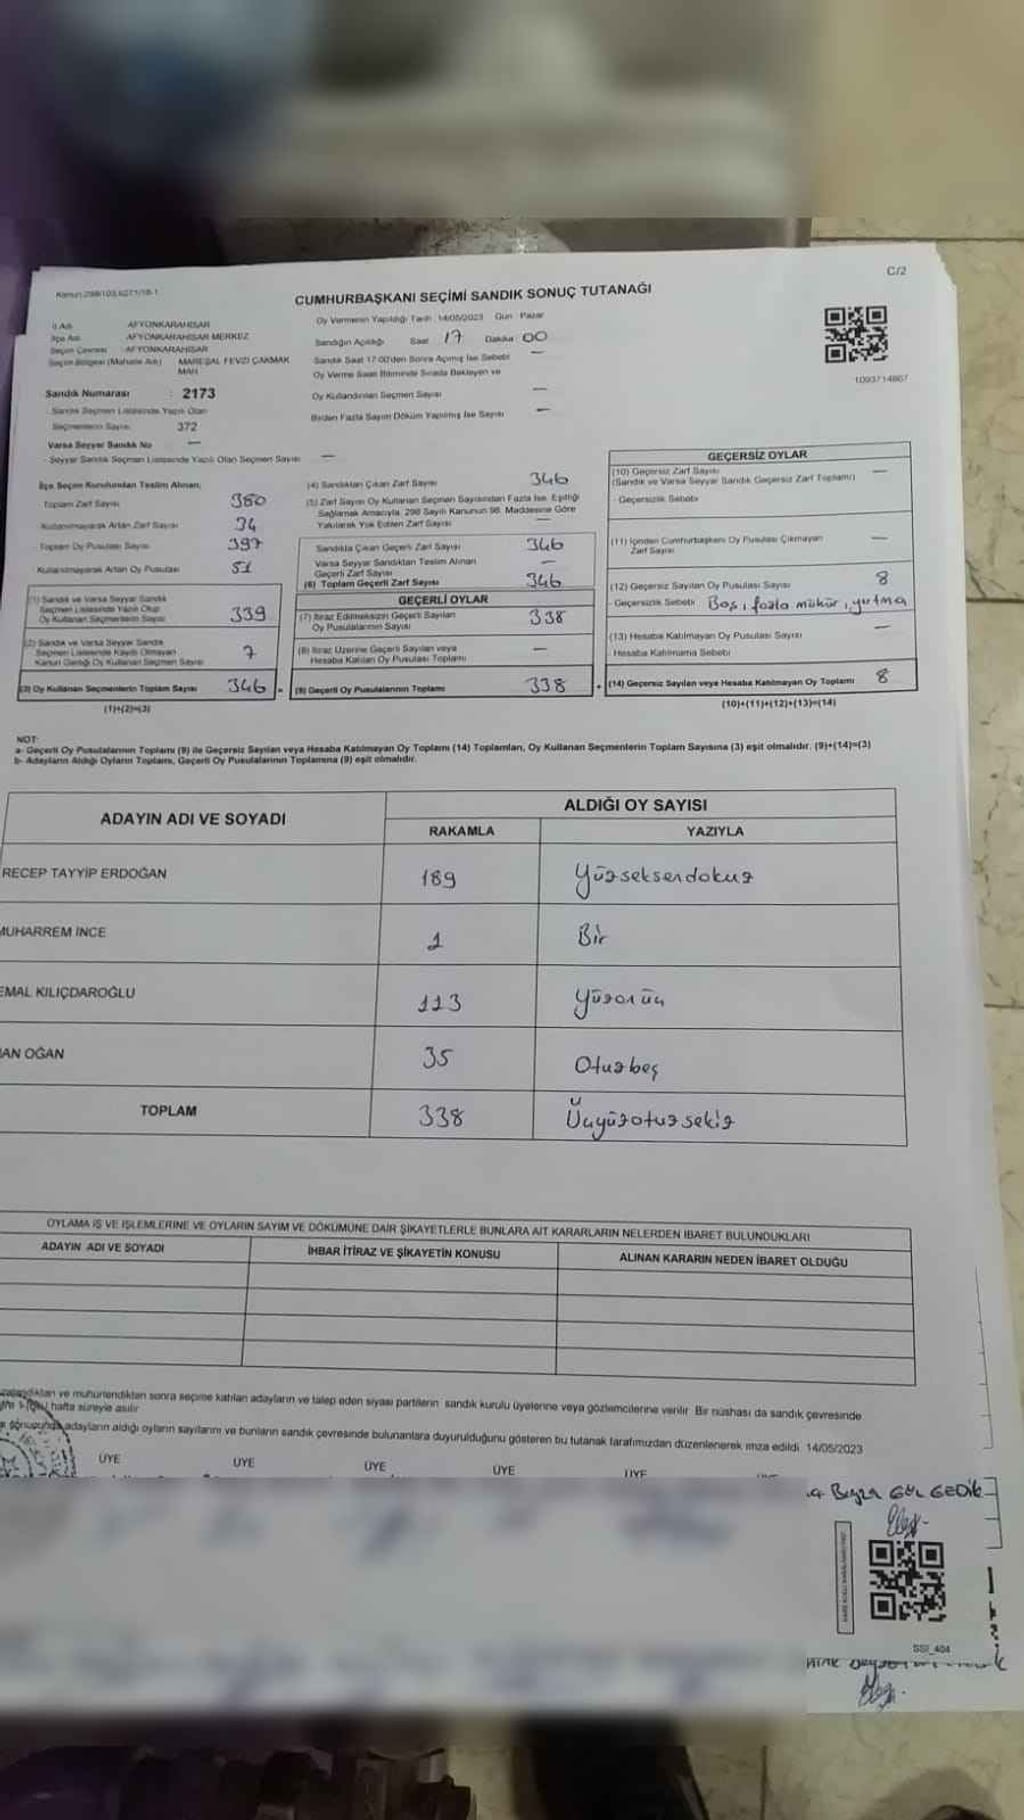 C/2
CUMHURBAŞKANI SEÇİMİ SANDIK SONUÇ TUTANAĞI
İl Adı AFYONKARAHİSAR
İlçe Adı AFYONKARAHİSAR MERKEZ
Seçim Çevresi AFYONKARAHİSAR
Seçim Bölgesi (Mahalle Adı) MAREŞAL FEVZİ ÇAKMAK MAH
Sandık Numarası : 2173
Sandık Seçmen Listesinde Yazılı Olan
Seçmenlerin Sayısı 372
Varsa Seyyar Sandık No —
- Seyyar Sandık Seçmen Listesinde Yazılı Olan Seçmen Sayısı —
Oy Vermenin Yapıldığı Tarih : 14/05/2023 Gün : Pazar
Sandığın Açıldığı Saat 17 Dakika 00
Sandık Saat 17:00'den Sonra Açılmış İse Sebebi —
Oy Verme Saati Bitiminde Sırada Bekleyen ve
Oy Kullandırılan Seçmen Sayısı —
Birden Fazla Sayım Döküm Yapılmış İse Sayısı —
1093714867
İlçe Seçim Kurulundan Teslim Alınan;
Toplam Zarf Sayısı 380
Kullanılmayarak Artan Zarf Sayısı 34
Toplam Oy Pusulası Sayısı 397
Kullanılmayarak Artan Oy Pusulası 51
(1) Sandık ve Varsa Seyyar Sandık
Seçmen Listesinde Yazılı Olup
Oy Kullanan Seçmenlerin Sayısı 339
(2) Sandık ve Varsa Seyyar Sandık
Seçmen Listesinde Kayıtlı Olmayan
Kanun Gereği Oy Kullanan Seçmen Sayısı 7
(3) Oy Kullanan Seçmenlerin Toplam Sayısı 346
(1)+(2)=(3)
(4) Sandıktan Çıkan Zarf Sayısı 346
(5) Zarf Sayısı Oy Kullanan Seçmen Sayısından Fazla İse, Eşitliği
Sağlamak Amacıyla, 298 Sayılı Kanunun 98. Maddesine Göre
Yakılarak Yok Edilen Zarf Sayısı —
Sandıkta Çıkan Geçerli Zarf Sayısı 346
Varsa Seyyar Sandıktan Teslim Alınan
Geçerli Zarf Sayısı —
(6) Toplam Geçerli Zarf Sayısı 346
GEÇERLİ OYLAR
(7) İtiraz Edilmeksizin Geçerli Sayılan
Oy Pusulalarının Sayısı 338
(8) İtiraz Üzerine Geçerli Sayılan veya
Hesaba Katılan Oy Pusulası Toplamı —
(9) Geçerli Oy Pusulalarının Toplamı 338
GEÇERSİZ OYLAR
(10) Geçersiz Zarf Sayısı
(Sandık ve Varsa Seyyar Sandık Geçersiz Zarf Toplamı) —
- Geçersizlik Sebebi
(11) İçinden Cumhurbaşkanı Oy Pusulası Çıkmayan
Zarf Sayısı —
(12) Geçersiz Sayılan Oy Pusulası Sayısı 8
- Geçersizlik Sebebi Boş, fazla mühür, yırtma
(13) Hesaba Katılmayan Oy Pusulası Sayısı —
- Hesaba Katılmama Sebebi
(14) Geçersiz Sayılan veya Hesaba Katılmayan Oy Toplamı 8
(10)+(11)+(12)+(13)=(14)
NOT:
a- Geçerli Oy Pusulalarının Toplamı (9) ile Geçersiz Sayılan veya Hesaba Katılmayan Oy Toplamı (14) Toplamları, Oy Kullanan Seçmenlerin Toplam Sayısına (3) eşit olmalıdır. (9)+(14)=(3)
b- Adayların Aldığı Oyların Toplamı, Geçerli Oy Pusulalarının Toplamına (9) eşit olmalıdır.
ADAYIN ADI VE SOYADI
ALDIĞI OY SAYISI
RAKAMLA YAZIYLA
RECEP TAYYİP ERDOĞAN 189 Yüzseksendokuz
MUHARREM İNCE 1 Bir
EMAL KILIÇDAROĞLU 113 Yüzonüç
AN OĞAN 35 Otuzbeş
TOPLAM 338 Üçyüzotuzsekiz
OYLAMA İŞ VE İŞLEMLERİNE VE OYLARIN SAYIM VE DÖKÜMÜNE DAİR ŞİKAYETLERLE BUNLARA AİT KARARLARIN NELERDEN İBARET BULUNDUKLARI
ADAYIN ADI VE SOYADI İHBAR İTİRAZ VE ŞİKAYETİN KONUSU ALINAN KARARIN NEDEN İBARET OLDUĞU
ve mühürlendikten sonra seçime katılan adayların ve talep eden siyasi partilerin sandık kurulu üyelerine veya gözlemcilerine verilir. Bir nüshası da sandık çevresinde
hafta süreyle asılır.
adayların aldığı oyların sayılarını ve bunların sandık çevresinde bulunanlara duyurulduğunu gösteren bu tutanak tarafımızdan düzenlenerek imza edildi. 14/05/2023
ÜYE ÜYE ÜYE ÜYE ÜYE
Beyza GÜL GEDİK
SSI_404